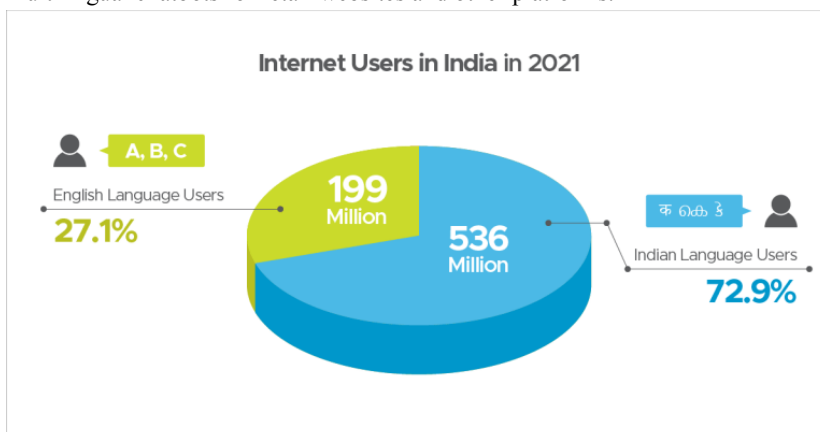 Internet Users in India in 2021
A, B, C
English Language Users
27.1%
199
Million
536
Million
क കെ
Indian Language Users
72.9%